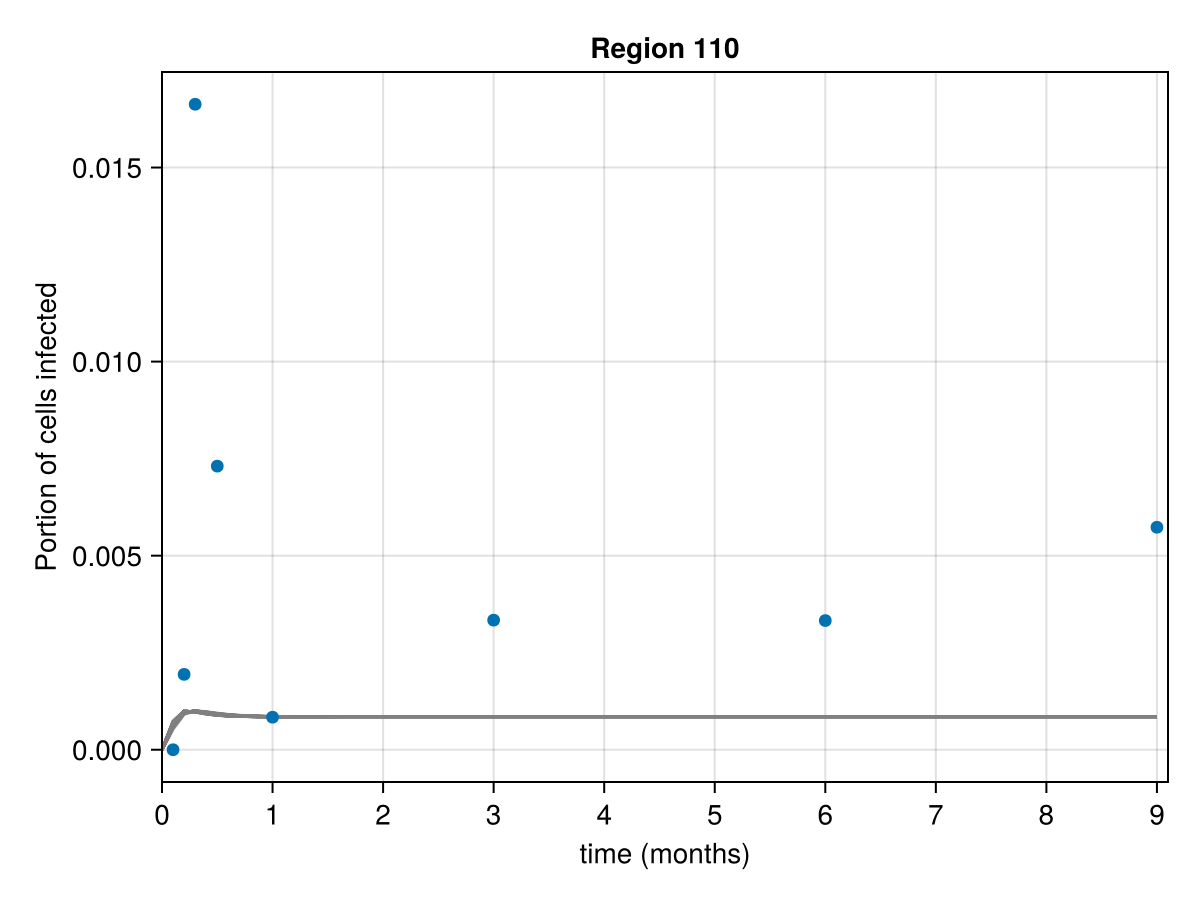 Region 110
Portion of cells infected
0.015
0.010
0.005
0.000
0 1 2 3 4 5 6 7 8 9
time (months)